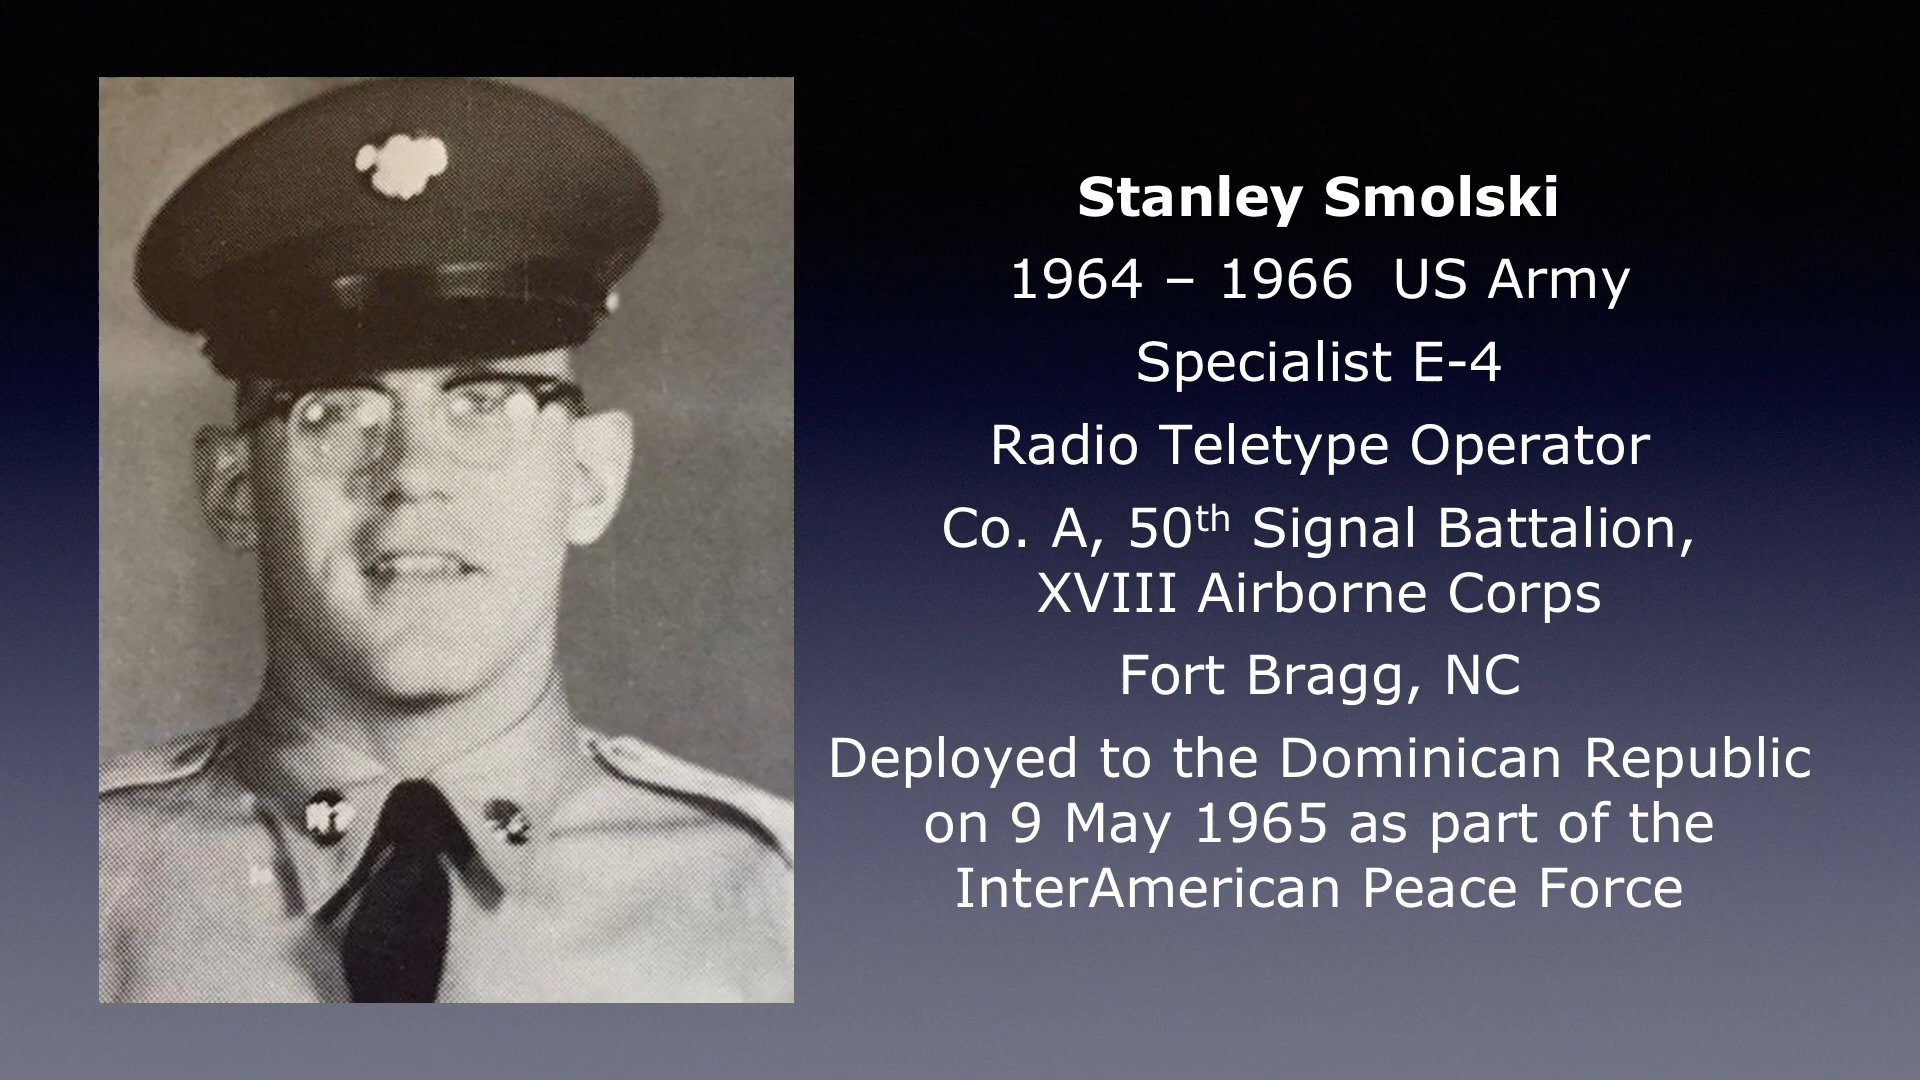 Stanley Smolski
1964 – 1966  US Army
Specialist E-4
Radio Teletype Operator
Co. A, 50th Signal Battalion,
XVIII Airborne Corps
Fort Bragg, NC
Deployed to the Dominican Republic
on 9 May 1965 as part of the
InterAmerican Peace Force